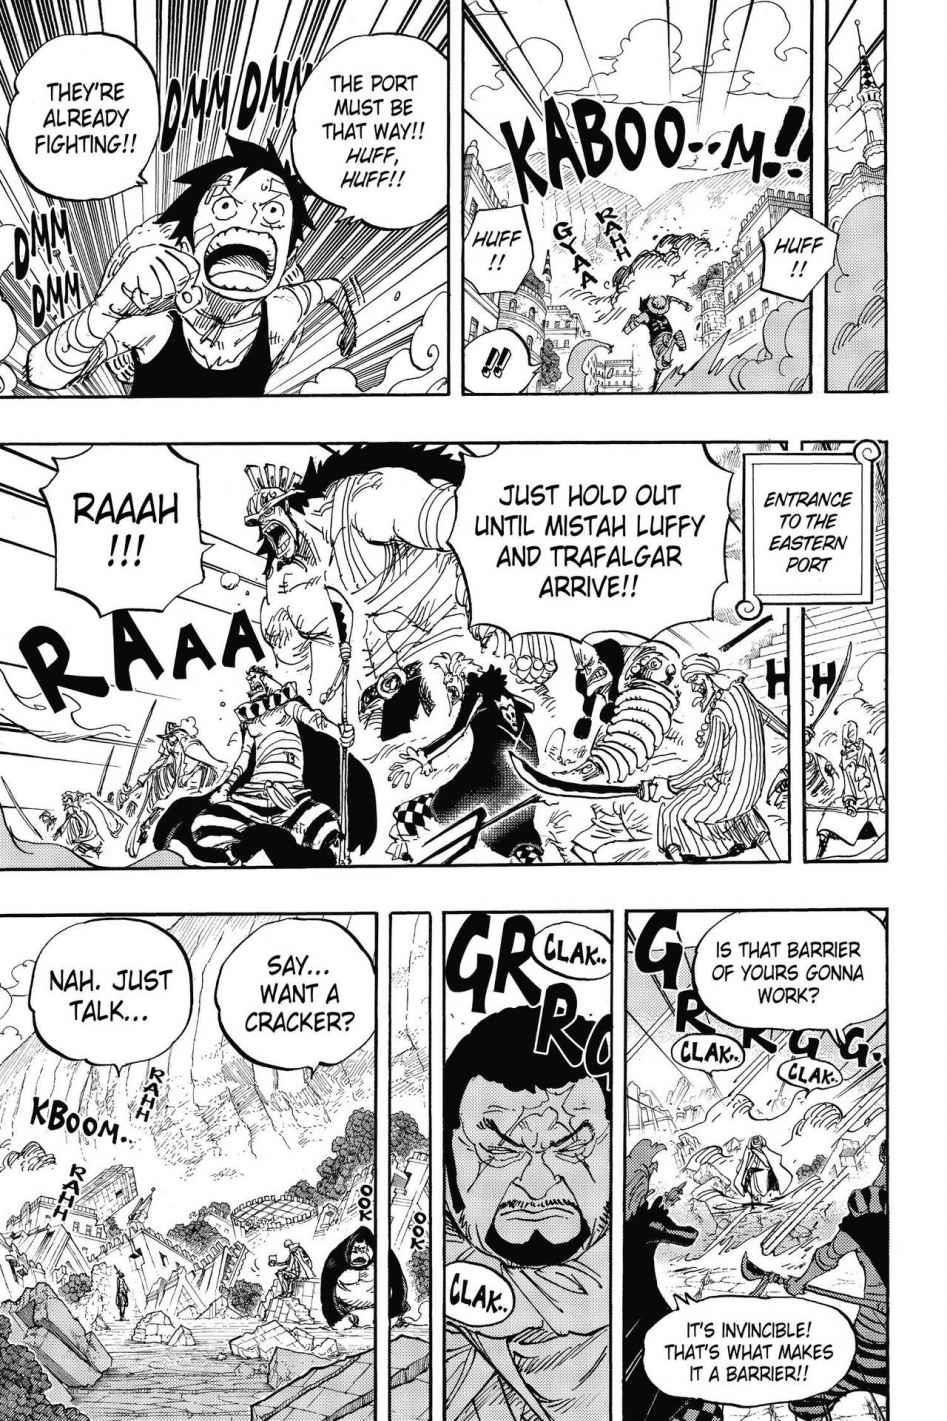 KABOO--M!!
GYAA
RAHH
HUFF
!!
HUFF
!!
!!
THE PORT
MUST BE
THAT WAY!!
HUFF,
HUFF!!
DMM DMM
THEY'RE
ALREADY
FIGHTING!!
DMM
DMM
ENTRANCE
TO THE
EASTERN
PORT
JUST HOLD OUT
UNTIL MISTAH LUFFY
AND TRAFALGAR
ARRIVE!!
RAAAH
!!!
RAAA
HH
IS THAT BARRIER
OF YOURS GONNA
WORK?
GRRGG..
CLAK..
CLAK..
IT'S INVINCIBLE!
THAT'S WHAT MAKES
IT A BARRIER!!
GRRG
CLAK..
CLAK..
SAY...
WANT A
CRACKER?
NAH. JUST
TALK...
RAHH
KBOOM.
RAHH
OOK
OOK